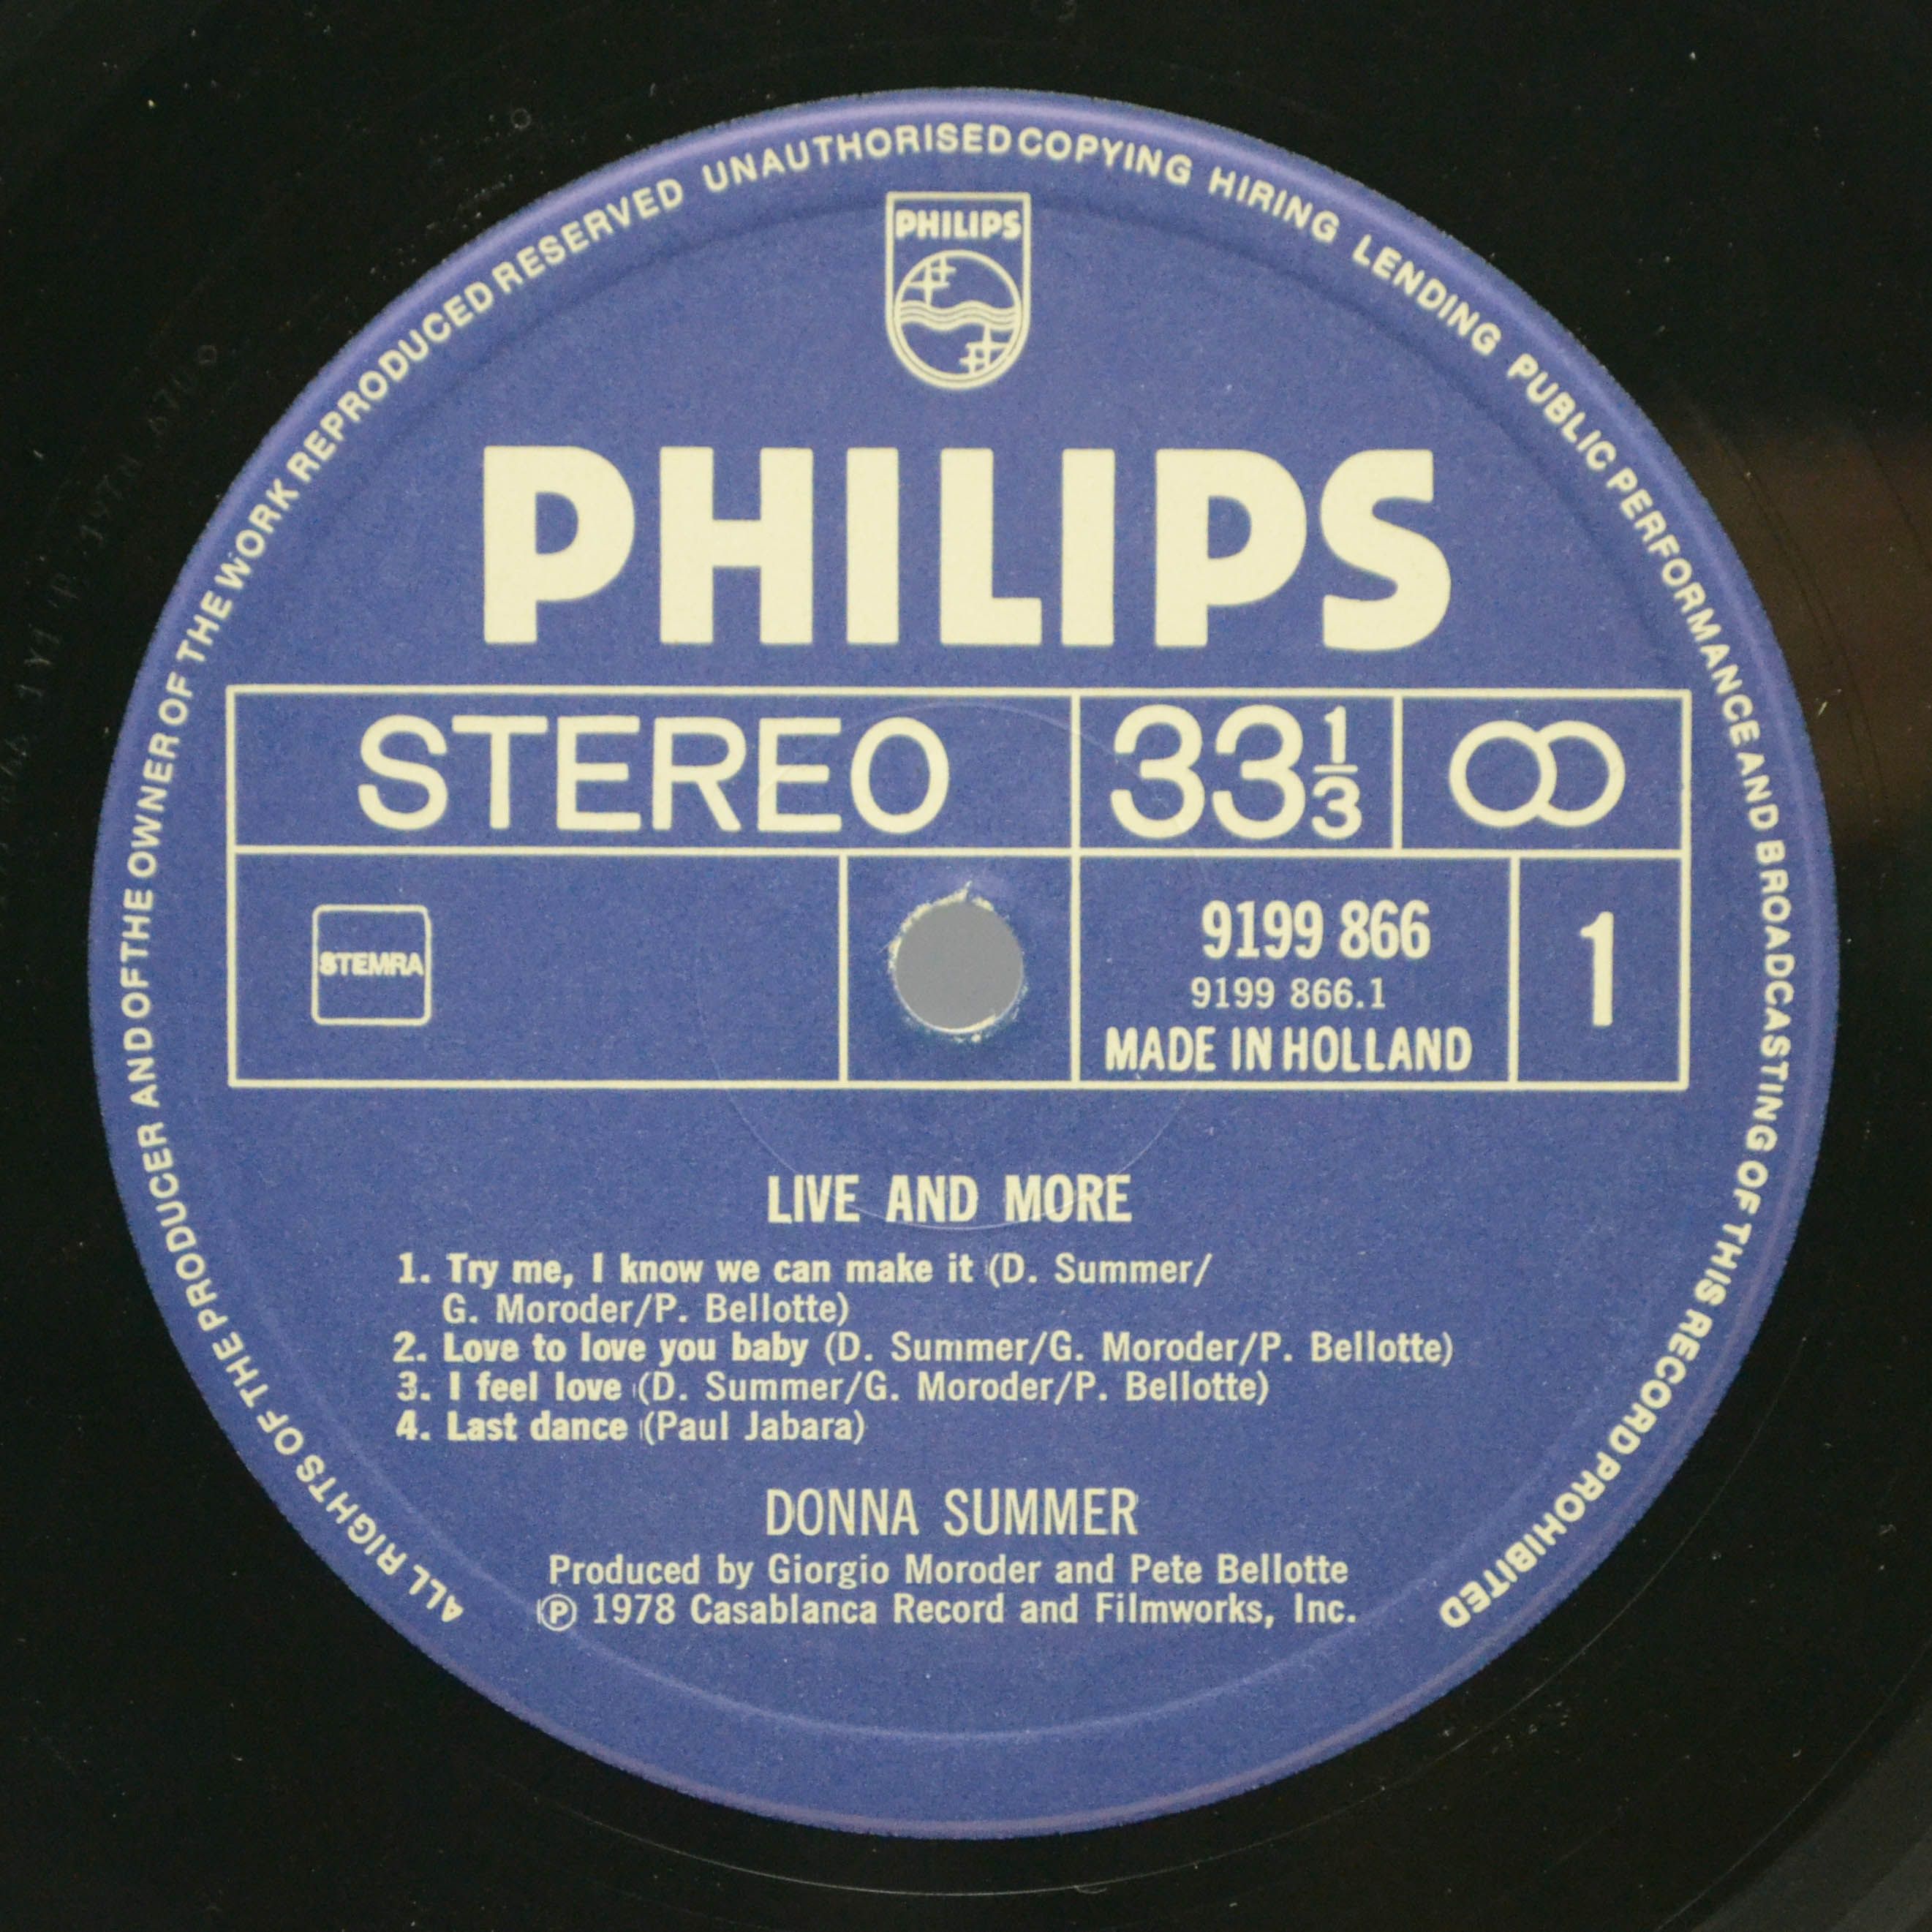 ALL RIGHTS OF THE PRODUCER AND OF THE OWNER OF THE WORK REPRODUCED RESERVED UNAUTHORISED COPYING HIRING LENDING PUBLIC PERFORMANCE AND BROADCASTING OF THIS RECORD PROHIBITED
PHILIPS
PHILIPS
STEREO
33 1/3
STEMRA
9199 866
9199 866.1
MADE IN HOLLAND
1
LIVE AND MORE
1. Try me, I know we can make it (D. Summer/
G. Moroder/P. Bellotte)
2. Love to love you baby (D. Summer/G. Moroder/P. Bellotte)
3. I feel love (D. Summer/G. Moroder/P. Bellotte)
4. Last dance (Paul Jabara)
DONNA SUMMER
Produced by Giorgio Moroder and Pete Bellotte
℗ 1978 Casablanca Record and Filmworks, Inc.